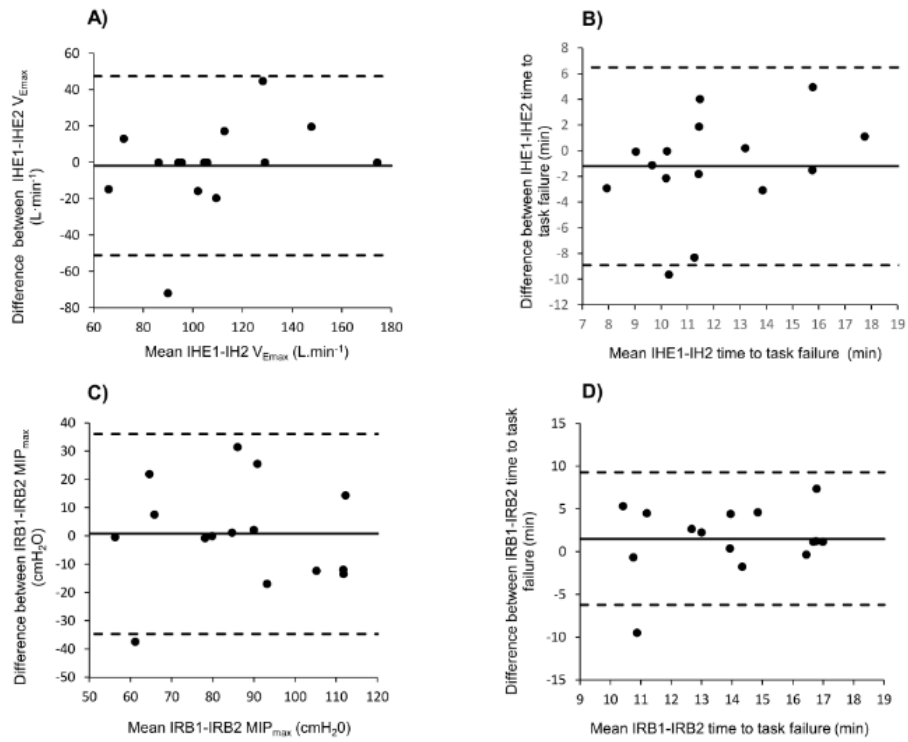 A)
Difference between IHE1-IHE2 V_Emax
(L·min⁻¹)
60
40
20
0
-20
-40
-60
-80
60 80 100 120 140 160 180
Mean IHE1-IH2 V_Emax (L.min⁻¹)
B)
Difference between IHE1-IHE2 time to
task failure (min)
8
6
4
2
0
-2
-4
-6
-8
-10
-12
7 8 9 10 11 12 13 14 15 16 17 18 19
Mean IHE1-IH2 time to task failure (min)
C)
Difference between IRB1-IRB2 MIP_max
(cmH₂O)
40
30
20
10
0
-10
-20
-30
-40
-50
50 60 70 80 90 100 110 120
Mean IRB1-IRB2 MIP_max (cmH₂0)
D)
Difference between IRB1-IRB2 time to task
failure (min)
15
10
5
0
-5
-10
-15
9 10 11 12 13 14 15 16 17 18 19
Mean IRB1-IRB2 time to task failure (min)